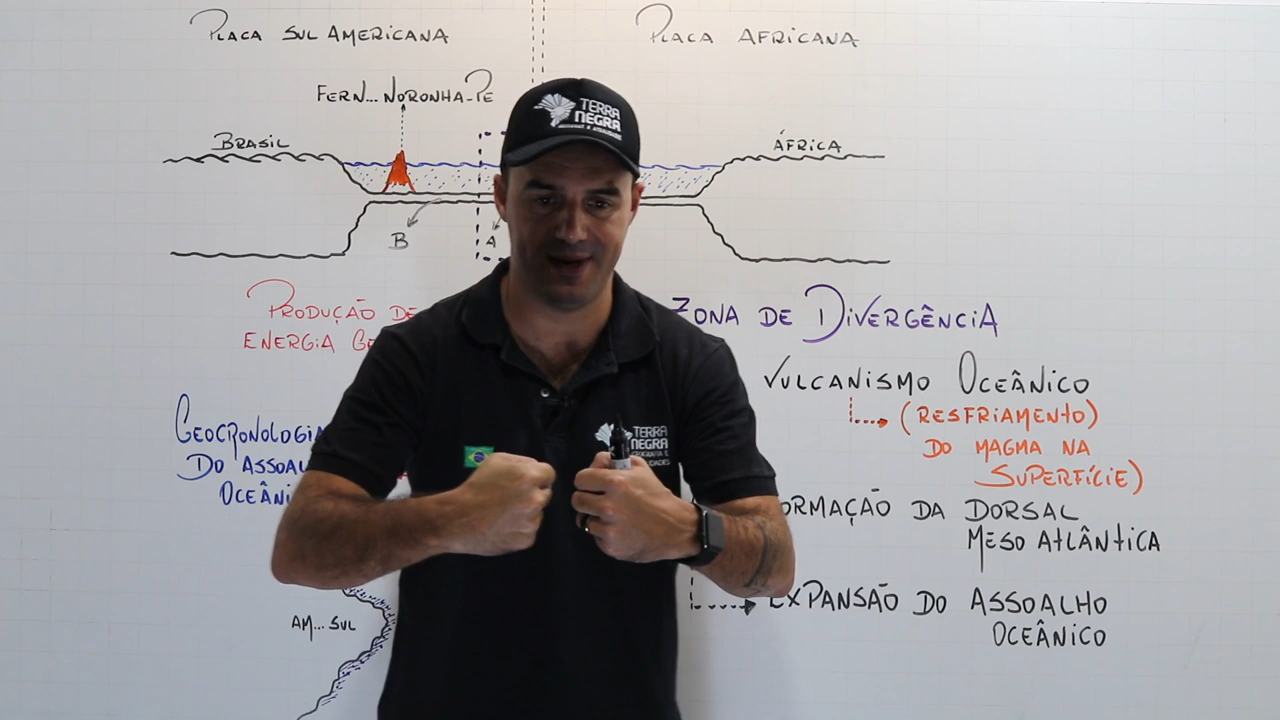 PLACA SUL AMERICANA
PLACA AFRICANA
FERN... NORONHA-PE
BRASIL
ÁFRICA
B
A
TERRA
NEGRA
PRODUÇÃO DE
ENERGIA
ZONA DE DIVERGÊNCIA
VULCANISMO OCEÂNICO
(RESFRIAMENTO)
DO MAGMA NA
SUPERFÍCIE)
GEOCRONOLOGIA
DO ASSOAL
OCEÂN
TERRA
NEGRA
ORMAÇÃO DA DORSAL
MESO ATLÂNTICA
EXPANSÃO DO ASSOALHO
OCEÂNICO
AM... SUL